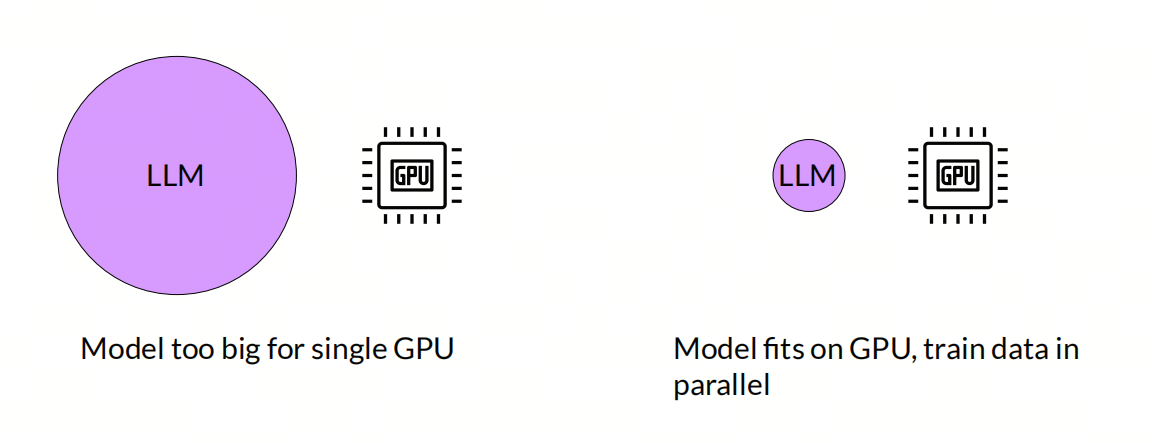 LLM
GPU
Model too big for single GPU
LLM
GPU
Model fits on GPU, train data in
parallel